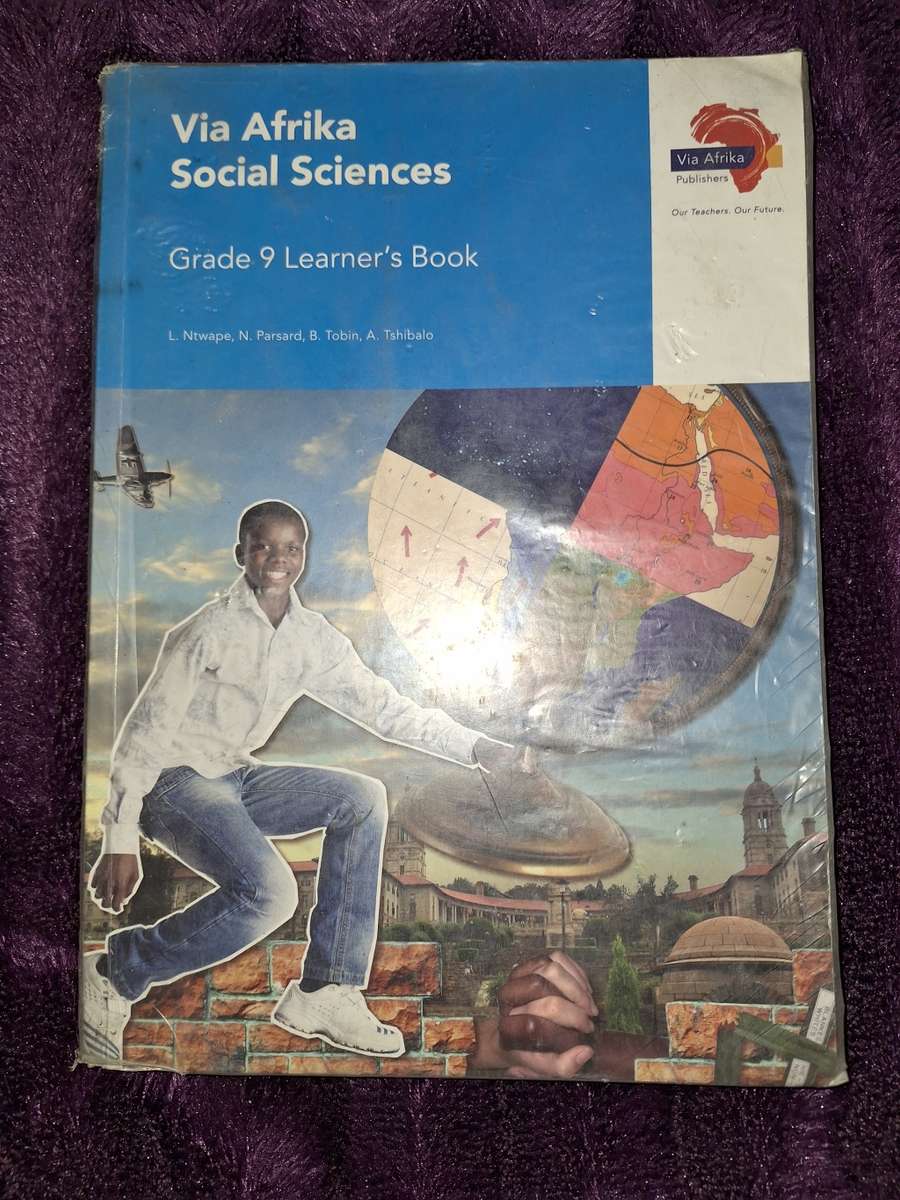 Via Afrika
Social Sciences
Grade 9 Learner's Book
L. Ntwape, N. Parsard, B. Tobin, A. Tshibalo
Via Afrika
Publishers
Our Teachers. Our Future.